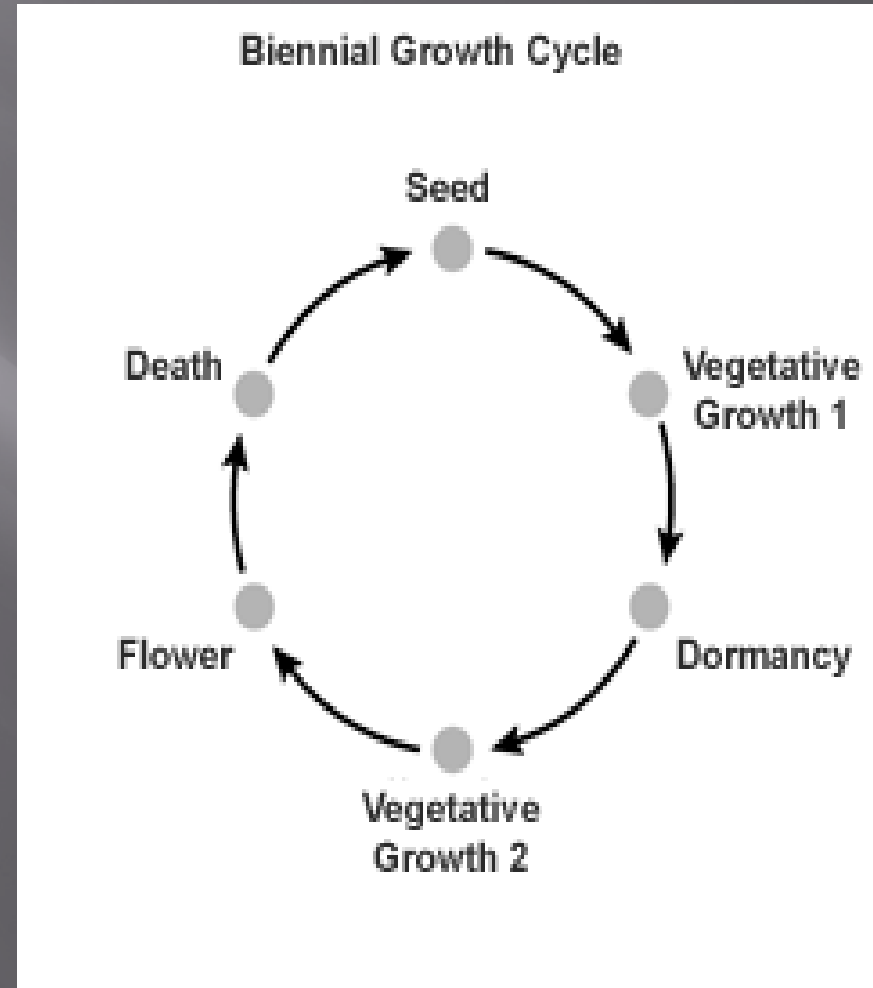 Biennial Growth Cycle
Seed
Vegetative
Growth 1
Dormancy
Vegetative
Growth 2
Flower
Death